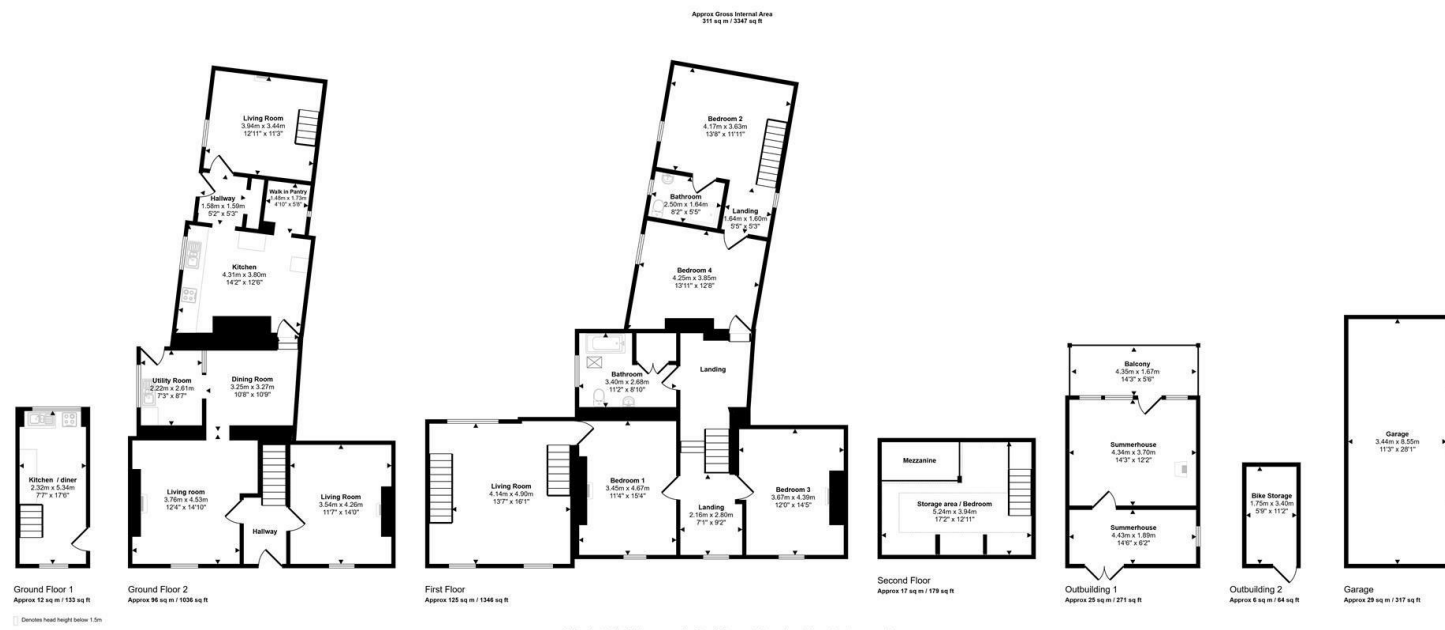 Approx Gross Internal Area
311 sq m / 3347 sq ft
Living Room
3.94m x 3.44m
12'11" x 11'3"
Hallway
1.58m x 1.59m
5'2" x 5'3"
Walk in Pantry
1.48m x 1.73m
4'10" x 5'8"
Kitchen
4.31m x 3.80m
14'2" x 12'6"
Utility Room
2.22m x 2.61m
7'3" x 8'7"
Dining Room
3.25m x 3.27m
10'8" x 10'9"
Kitchen / diner
2.32m x 5.34m
7'7" x 17'6"
Living room
3.76m x 4.53m
12'4" x 14'10"
Hallway
Living Room
3.54m x 4.26m
11'7" x 14'0"
Ground Floor 1
Approx 12 sq m / 133 sq ft
Denotes head height below 1.5m
Ground Floor 2
Approx 96 sq m / 1036 sq ft
Bedroom 2
4.17m x 3.63m
13'8" x 11'11"
Bathroom
2.50m x 1.64m
8'2" x 5'5"
Landing
1.64m x 1.60m
5'5" x 5'3"
Bedroom 4
4.25m x 3.85m
13'11" x 12'8"
Bathroom
3.40m x 2.68m
11'2" x 8'10"
Landing
Living Room
4.14m x 4.90m
13'7" x 16'1"
Bedroom 1
3.45m x 4.67m
11'4" x 15'4"
Landing
2.16m x 2.80m
7'1" x 9'2"
Bedroom 3
3.67m x 4.39m
12'0" x 14'5"
First Floor
Approx 125 sq m / 1346 sq ft
Mezzanine
Storage area / Bedroom
5.24m x 3.94m
17'2" x 12'11"
Second Floor
Approx 17 sq m / 179 sq ft
Balcony
4.35m x 1.67m
14'3" x 5'6"
Summerhouse
4.34m x 3.70m
14'3" x 12'2"
Summerhouse
4.43m x 1.89m
14'6" x 6'2"
Outbuilding 1
Approx 25 sq m / 271 sq ft
Bike Storage
1.75m x 3.40m
5'9" x 11'2"
Outbuilding 2
Approx 6 sq m / 64 sq ft
Garage
3.44m x 8.55m
11'3" x 28'1"
Garage
Approx 29 sq m / 317 sq ft